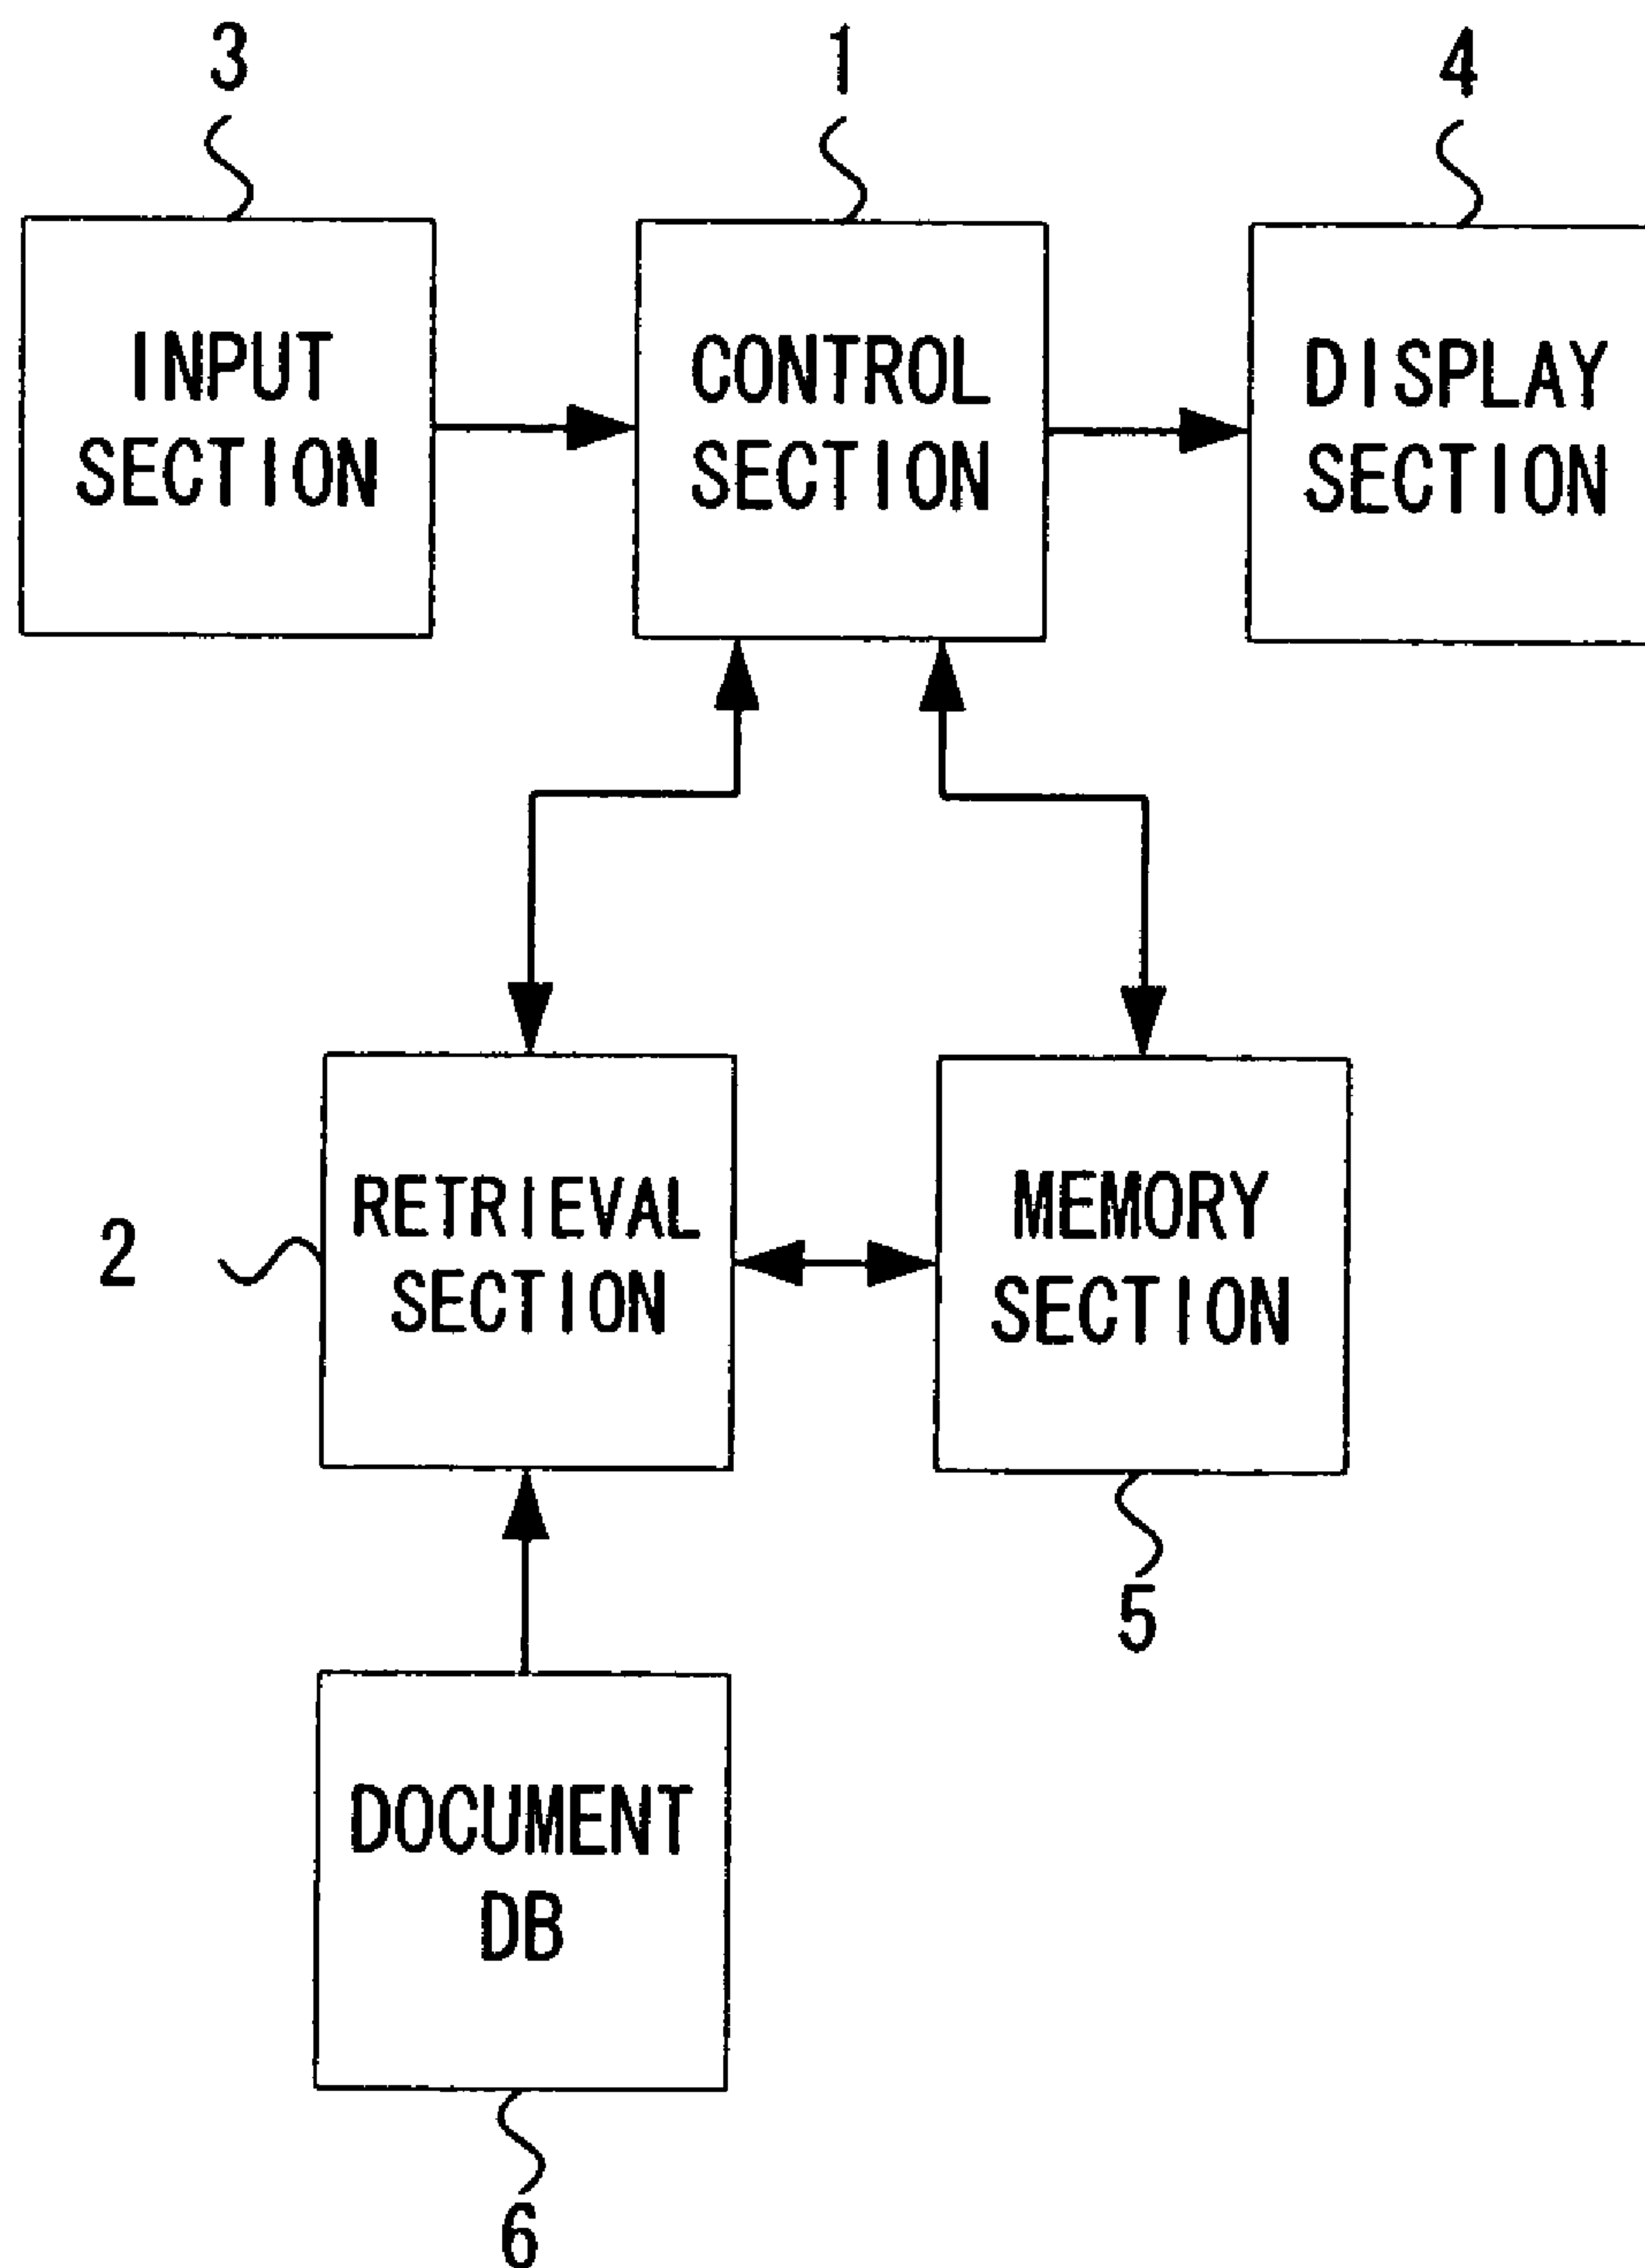 3
1
4
INPUT
SECTION
CONTROL
SECTION
DISPLAY
SECTION
2
RETRIEVAL
SECTION
MEMORY
SECTION
5
DOCUMENT
DB
6